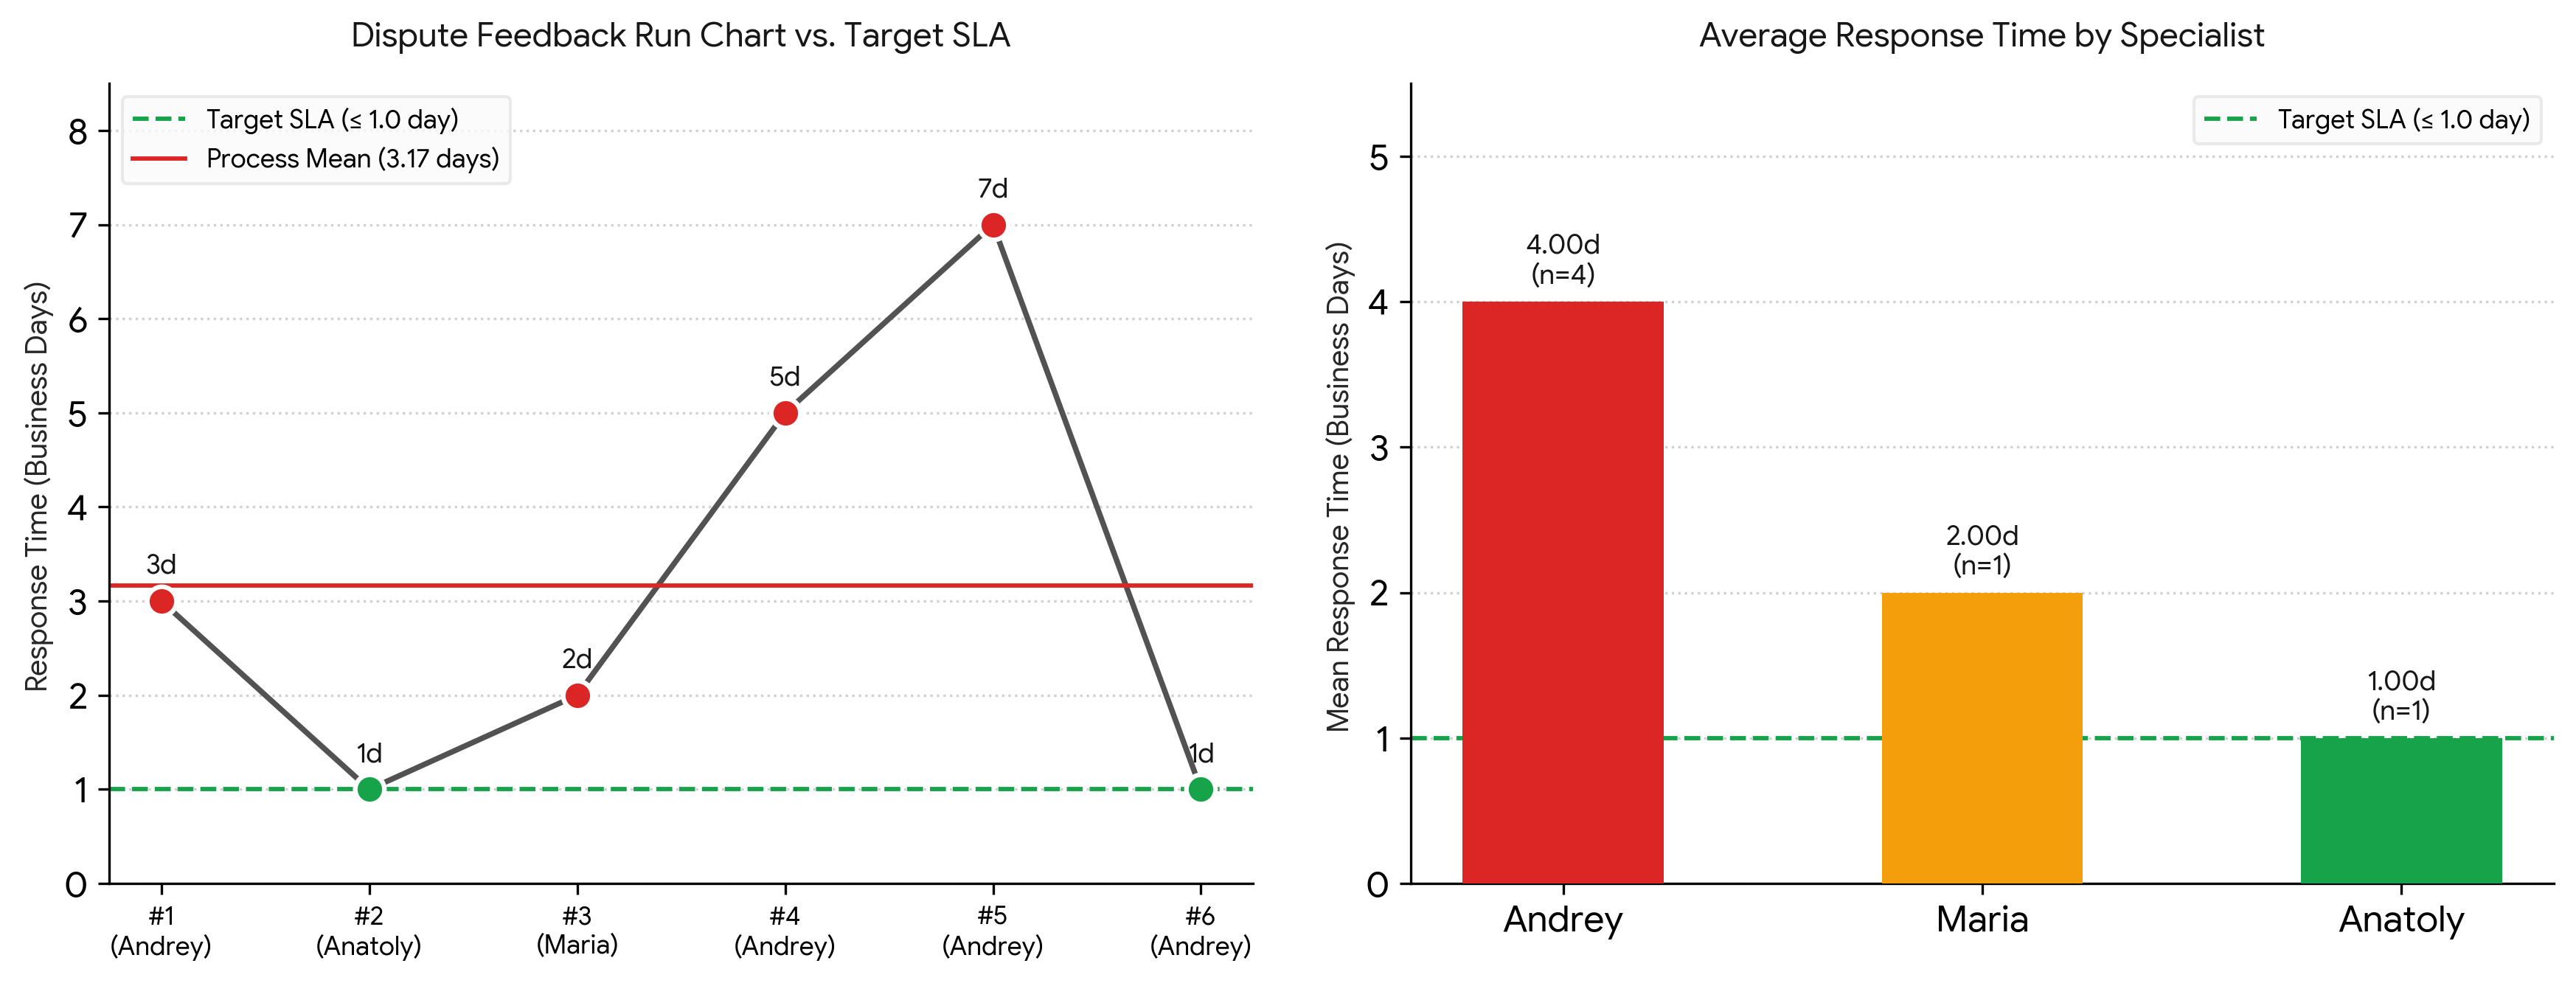 Dispute Feedback Run Chart vs. Target SLA
Target SLA (≤ 1.0 day)
Process Mean (3.17 days)
Response Time (Business Days)
8
7
6
5
4
3
2
1
0
3d
1d
2d
5d
7d
1d
#1
(Andrey)
#2
(Anatoly)
#3
(Maria)
#4
(Andrey)
#5
(Andrey)
#6
(Andrey)
Average Response Time by Specialist
Target SLA (≤ 1.0 day)
Mean Response Time (Business Days)
5
4
3
2
1
0
4.00d
(n=4)
2.00d
(n=1)
1.00d
(n=1)
Andrey
Maria
Anatoly